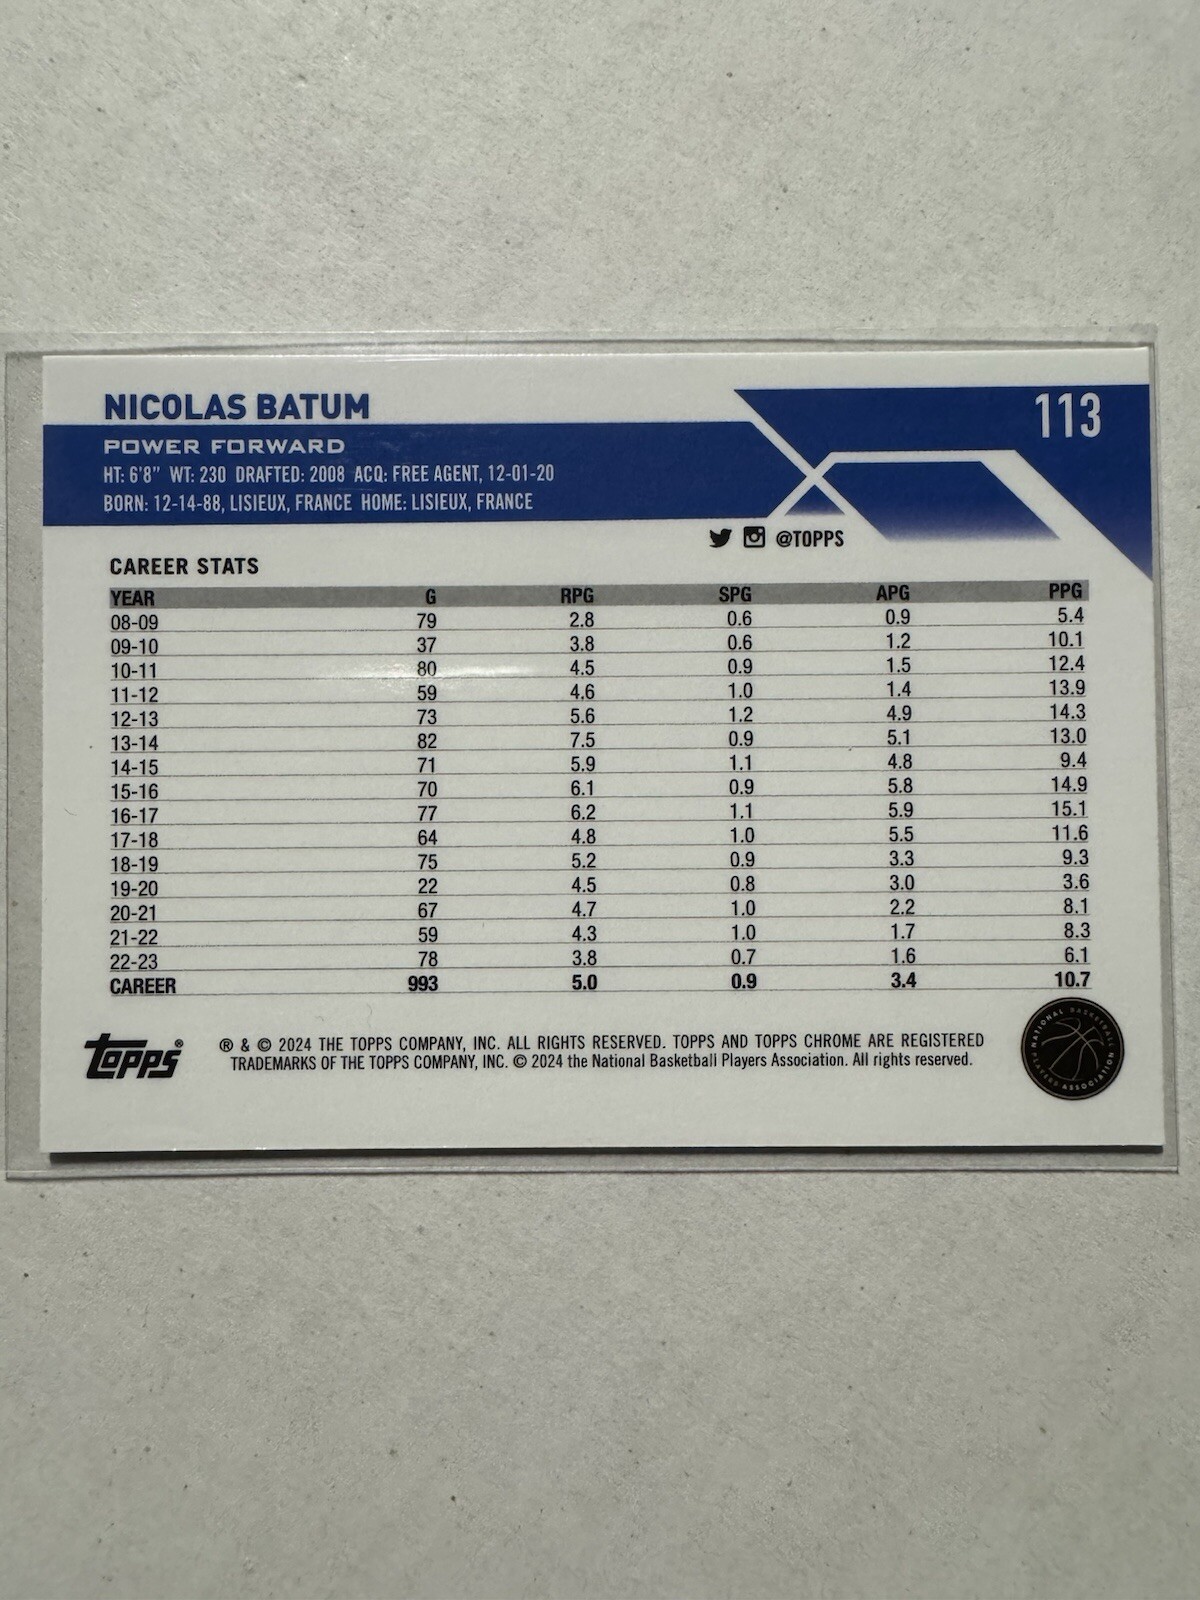 NICOLAS BATUM
113
POWER FORWARD
HT: 6'8" WT: 230 DRAFTED: 2008 ACQ: FREE AGENT, 12-01-20
BORN: 12-14-88, LISIEUX, FRANCE HOME: LISIEUX, FRANCE
@TOPPS
CAREER STATS
YEAR G RPG SPG APG PPG
08-09 79 2.8 0.6 0.9 5.4
09-10 37 3.8 0.6 1.2 10.1
10-11 80 4.5 0.9 1.5 12.4
11-12 59 4.6 1.0 1.4 13.9
12-13 73 5.6 1.2 4.9 14.3
13-14 82 7.5 0.9 5.1 13.0
14-15 71 5.9 1.1 4.8 9.4
15-16 70 6.1 0.9 5.8 14.9
16-17 77 6.2 1.1 5.9 15.1
17-18 64 4.8 1.0 5.5 11.6
18-19 75 5.2 0.9 3.3 9.3
19-20 22 4.5 0.8 3.0 3.6
20-21 67 4.7 1.0 2.2 8.1
21-22 59 4.3 1.0 1.7 8.3
22-23 78 3.8 0.7 1.6 6.1
CAREER 993 5.0 0.9 3.4 10.7
topps®
® & © 2024 THE TOPPS COMPANY, INC. ALL RIGHTS RESERVED. TOPPS AND TOPPS CHROME ARE REGISTERED
TRADEMARKS OF THE TOPPS COMPANY, INC. © 2024 the National Basketball Players Association. All rights reserved.
NATIONAL BASKETBALL
PLAYERS ASSOCIATION